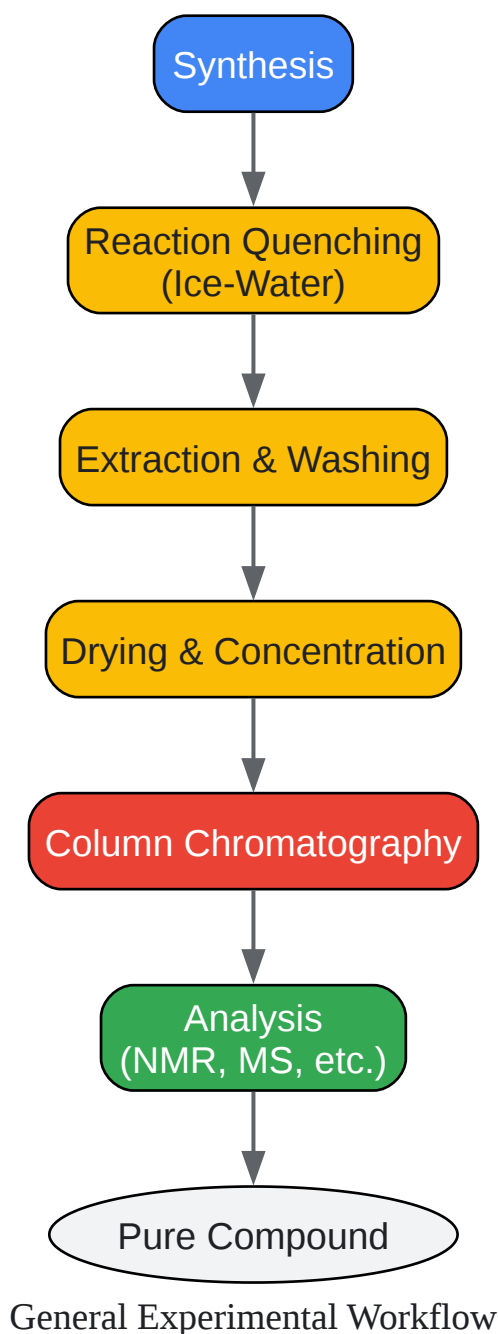 Synthesis
Reaction Quenching
(Ice-Water)
Extraction & Washing
Drying & Concentration
Column Chromatography
Analysis
(NMR, MS, etc.)
Pure Compound
General Experimental Workflow